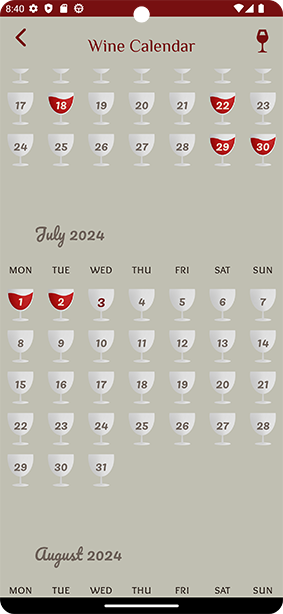 8:40
Wine Calendar
17 18 19 20 21 22 23
24 25 26 27 28 29 30
July 2024
MON TUE WED THU FRI SAT SUN
1 2 3 4 5 6 7
8 9 10 11 12 13 14
15 16 17 18 19 20 21
22 23 24 25 26 27 28
29 30 31
August 2024
MON TUE WED THU FRI SAT SUN